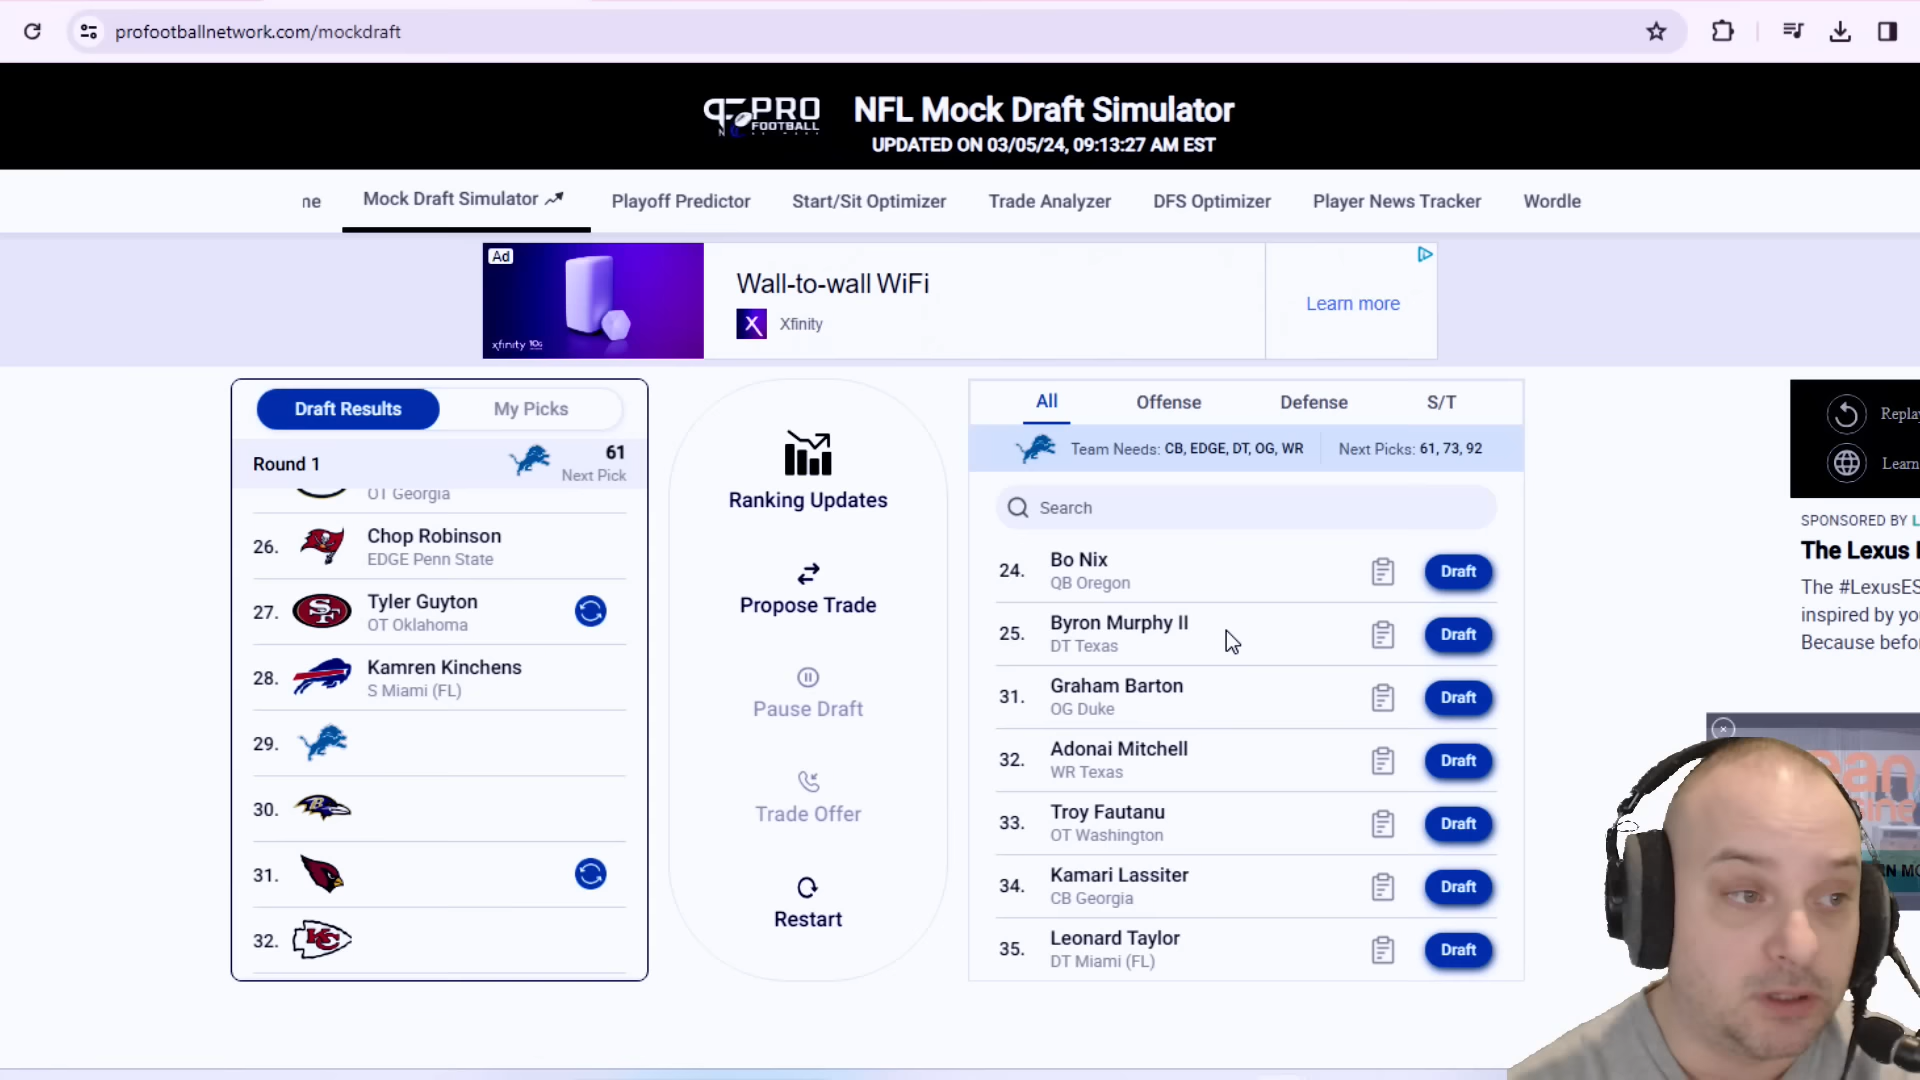 profootballnetwork.com/mockdraft
PRO
FOOTBALL
NFL Mock Draft Simulator
UPDATED ON 03/05/24, 09:13:27 AM EST
ne
Mock Draft Simulator
Playoff Predictor
Start/Sit Optimizer
Trade Analyzer
DFS Optimizer
Player News Tracker
Wordle
Ad
xfinity 10G
Wall-to-wall WiFi
X
Xfinity
Learn more
Draft Results
My Picks
Round 1
61
Next Pick
OT Georgia
26.
Chop Robinson
EDGE Penn State
27.
SF
Tyler Guyton
OT Oklahoma
28.
Kamren Kinchens
S Miami (FL)
29.
30.
31.
32.
KC
Ranking Updates
Propose Trade
Pause Draft
Trade Offer
Restart
All
Offense
Defense
S/T
Team Needs: CB, EDGE, DT, OG, WR
Next Picks: 61, 73, 92
Search
24.
Bo Nix
QB Oregon
Draft
25.
Byron Murphy II
DT Texas
Draft
31.
Graham Barton
OG Duke
Draft
32.
Adonai Mitchell
WR Texas
Draft
33.
Troy Fautanu
OT Washington
Draft
34.
Kamari Lassiter
CB Georgia
Draft
35.
Leonard Taylor
DT Miami (FL)
Draft
Repla
Learn
SPONSORED BY L
The Lexus
The #LexusES
inspired by yo
Because befo
ean